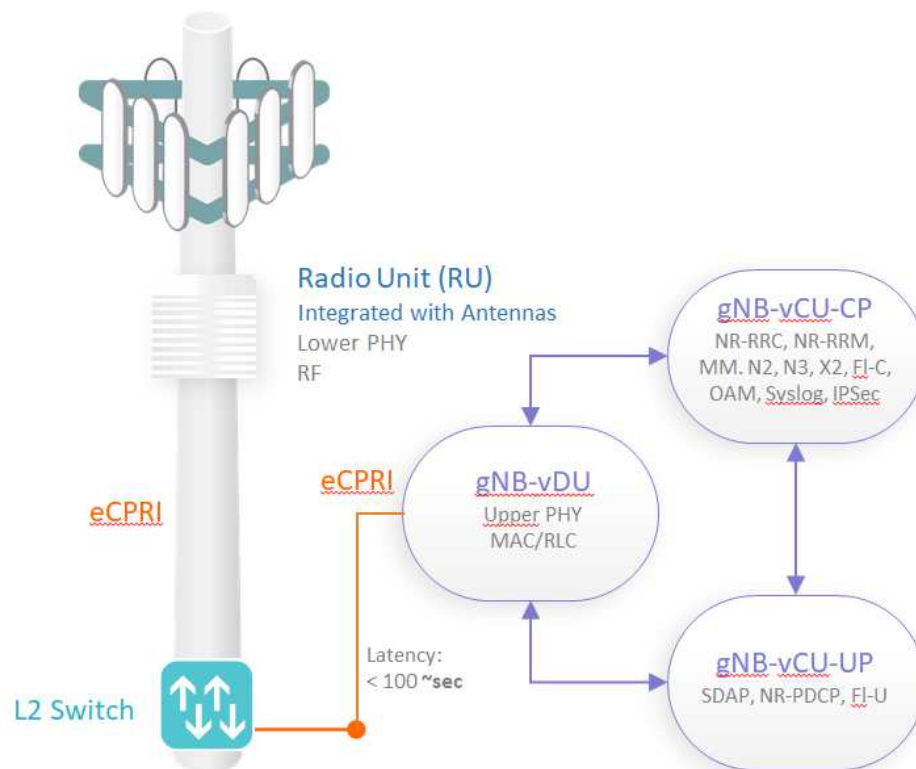 Radio Unit (RU)
Integrated with Antennas
Lower PHY
RF
gNB-vCU-CP
NR-RRC, NR-RRM,
MM. N2, N3, X2, Fl-C,
OAM, Syslog, IPSec
eCPRI
eCPRI
gNB-vDU
Upper PHY
MAC/RLC
Latency:
< 100 ~sec
L2 Switch
gNB-vCU-UP
SDAP, NR-PDCP, Fl-U